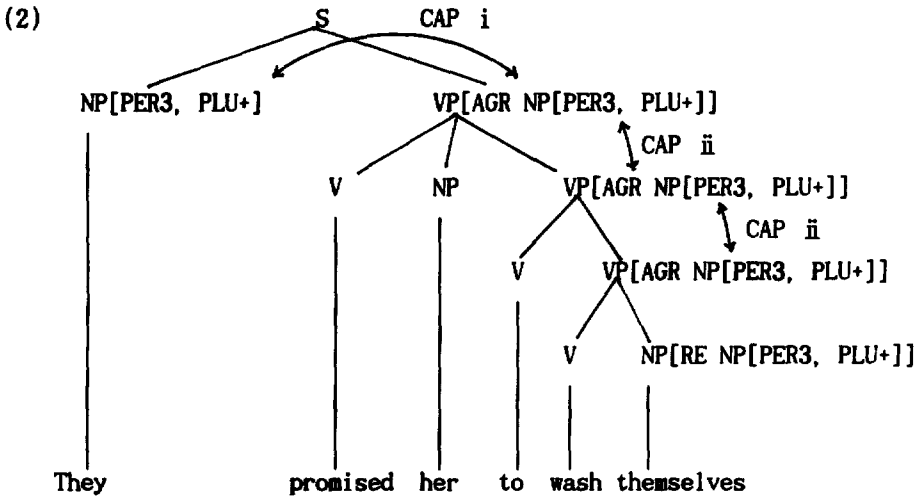 (2) S CAP i
NP[PER3, PLU+] VP[AGR NP[PER3, PLU+]]
CAP ii
V NP VP[AGR NP[PER3, PLU+]]
CAP ii
V VP[AGR NP[PER3, PLU+]]
V NP[RE NP[PER3, PLU+]]
They promised her to wash themselves